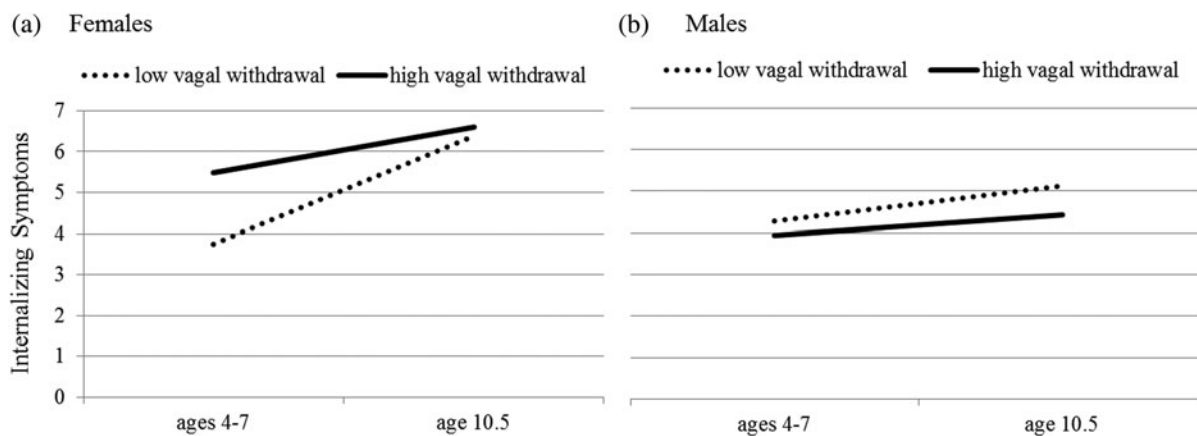 (a) Females
low vagal withdrawal high vagal withdrawal
Internalizing Symptoms
7
6
5
4
3
2
1
0
ages 4-7 age 10.5
(b) Males
low vagal withdrawal high vagal withdrawal
ages 4-7 age 10.5